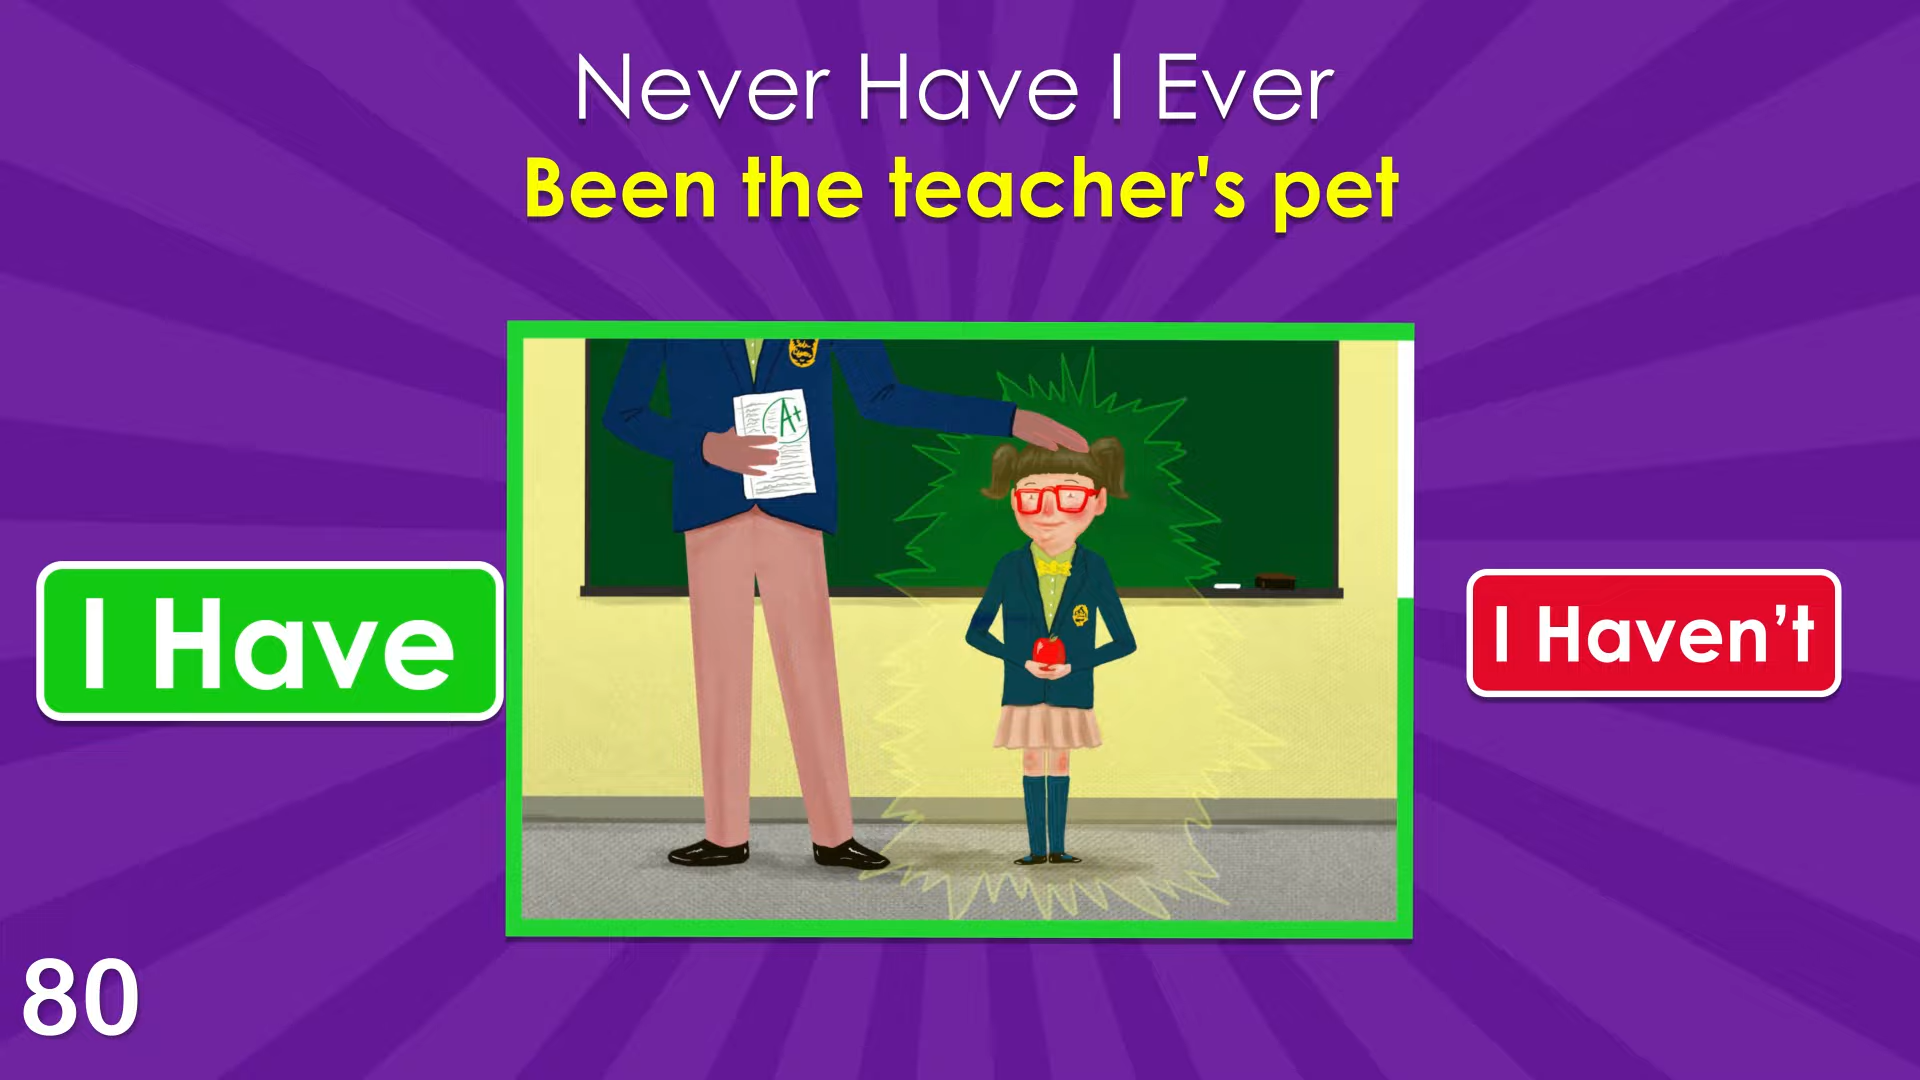 Never Have I Ever
Been the teacher's pet
A+
I Have
I Haven’t
80